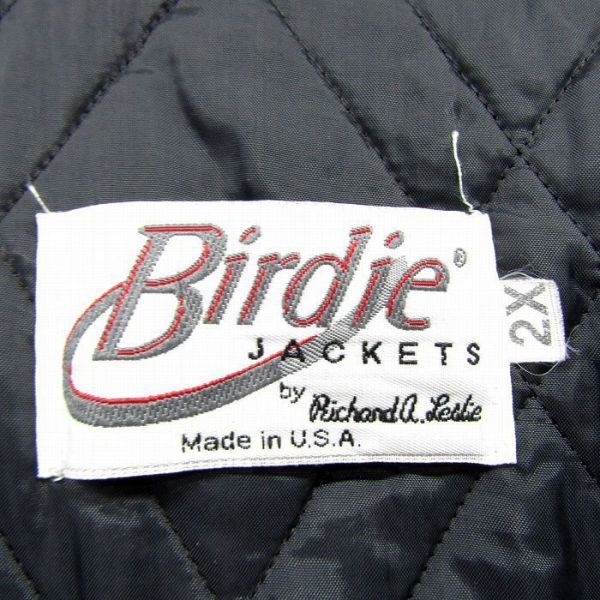 Birdie®
JACKETS
by Richard A. Leslie
Made in U.S.A.
2X